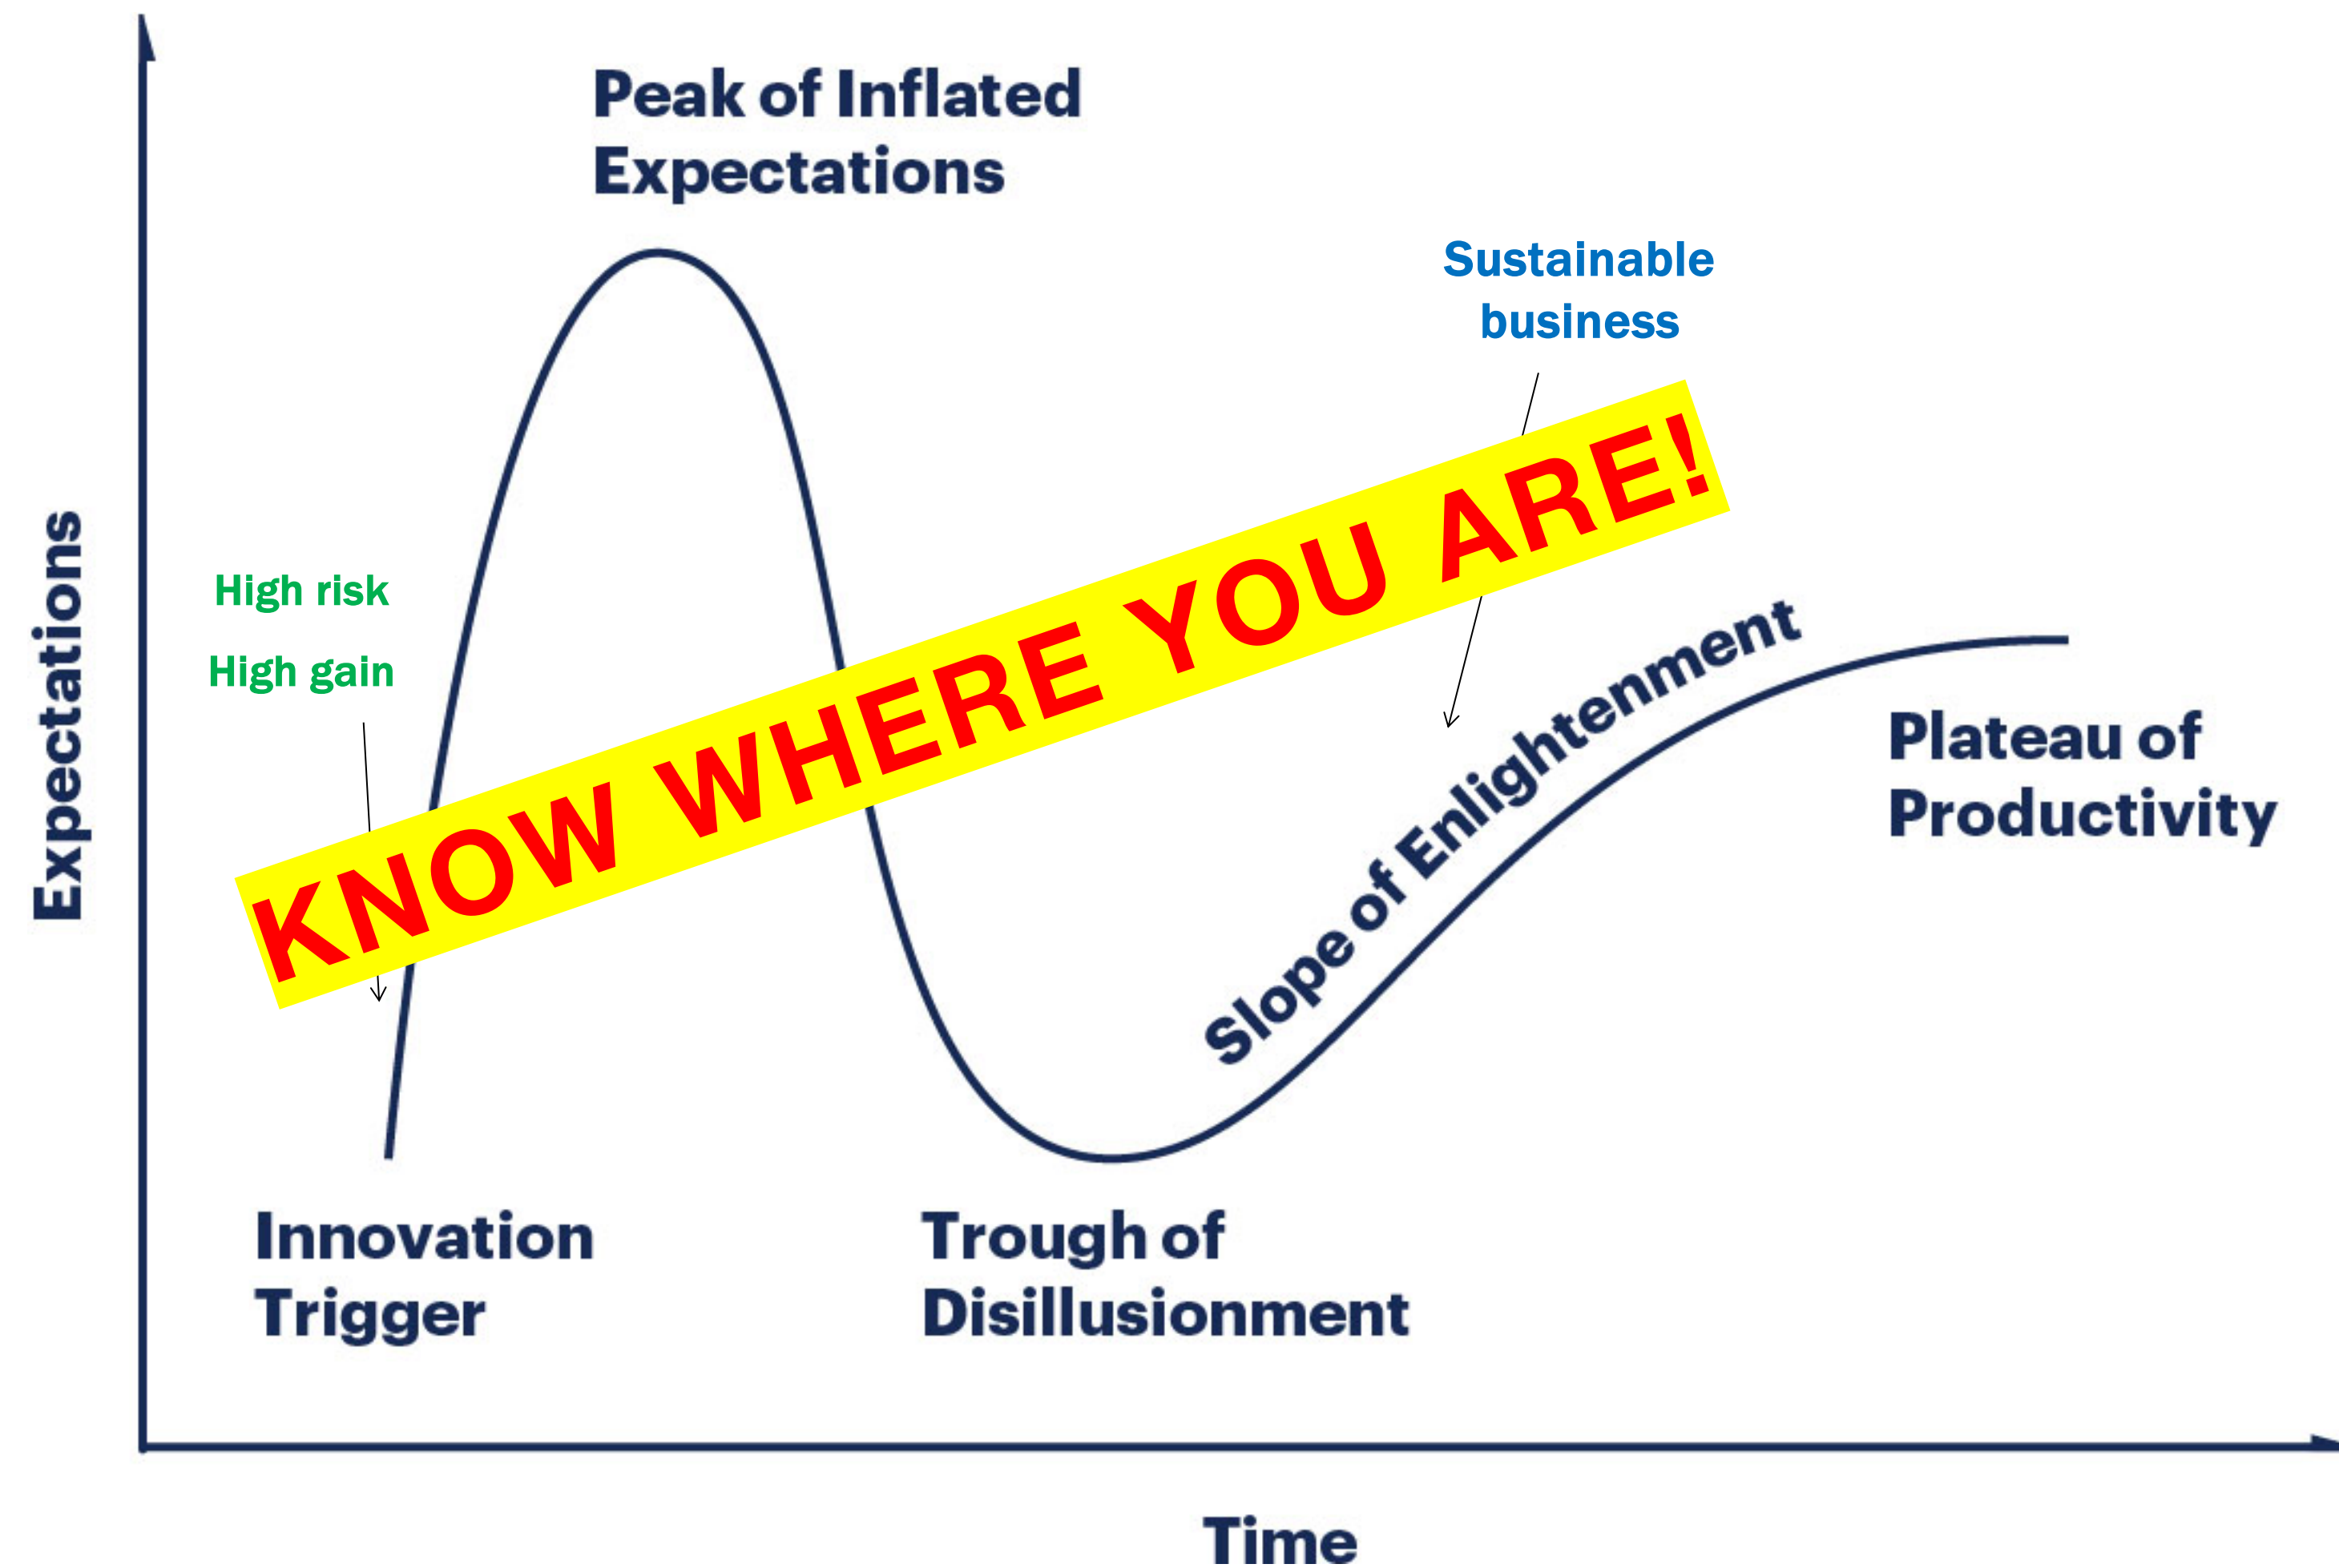 Peak of Inflated
Expectations
Sustainable
business
High risk
High gain
KNOW WHERE YOU ARE!
Expectations
Slope of Enlightenment
Plateau of
Productivity
Innovation
Trigger
Trough of
Disillusionment
Time